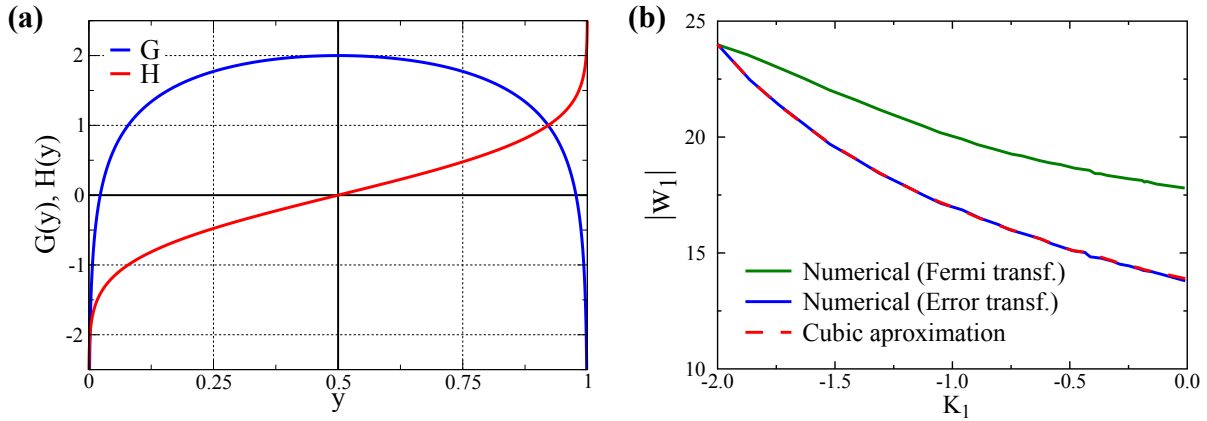 (a)
G(y), H(y)
2
1
0
-1
-2
G
H
0
0.25
0.5
0.75
1
y
(b)
|w₁|
25
20
15
10
Numerical (Fermi transf.)
Numerical (Error transf.)
Cubic aproximation
-2.0
-1.5
-1.0
-0.5
0.0
K₁